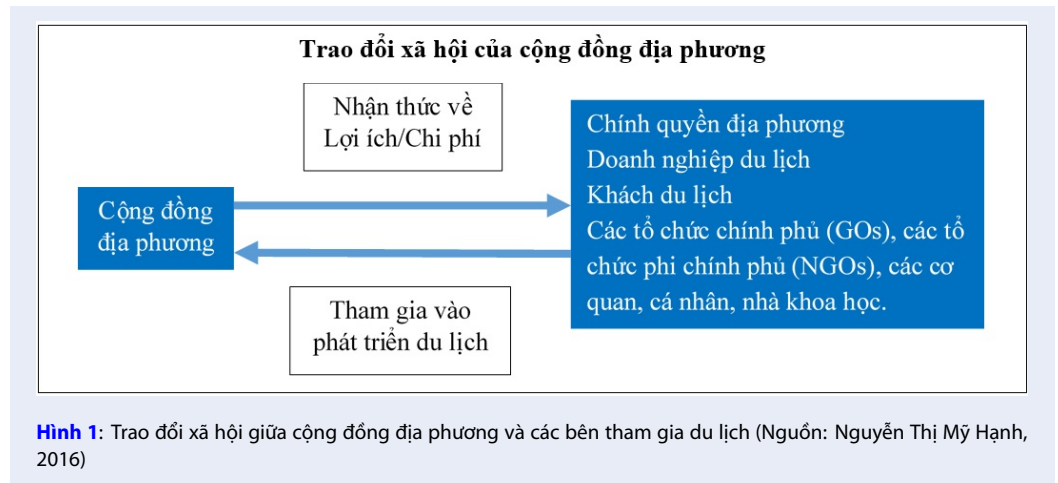 Trao đổi xã hội của cộng đồng địa phương
Nhận thức về
Lợi ích/Chi phí
Cộng đồng
địa phương
Chính quyền địa phương
Doanh nghiệp du lịch
Khách du lịch
Các tổ chức chính phủ (GOs), các tổ
chức phi chính phủ (NGOs), các cơ
quan, cá nhân, nhà khoa học.
Tham gia vào
phát triển du lịch
Hình 1: Trao đổi xã hội giữa cộng đồng địa phương và các bên tham gia du lịch (Nguồn: Nguyễn Thị Mỹ Hạnh,
2016)